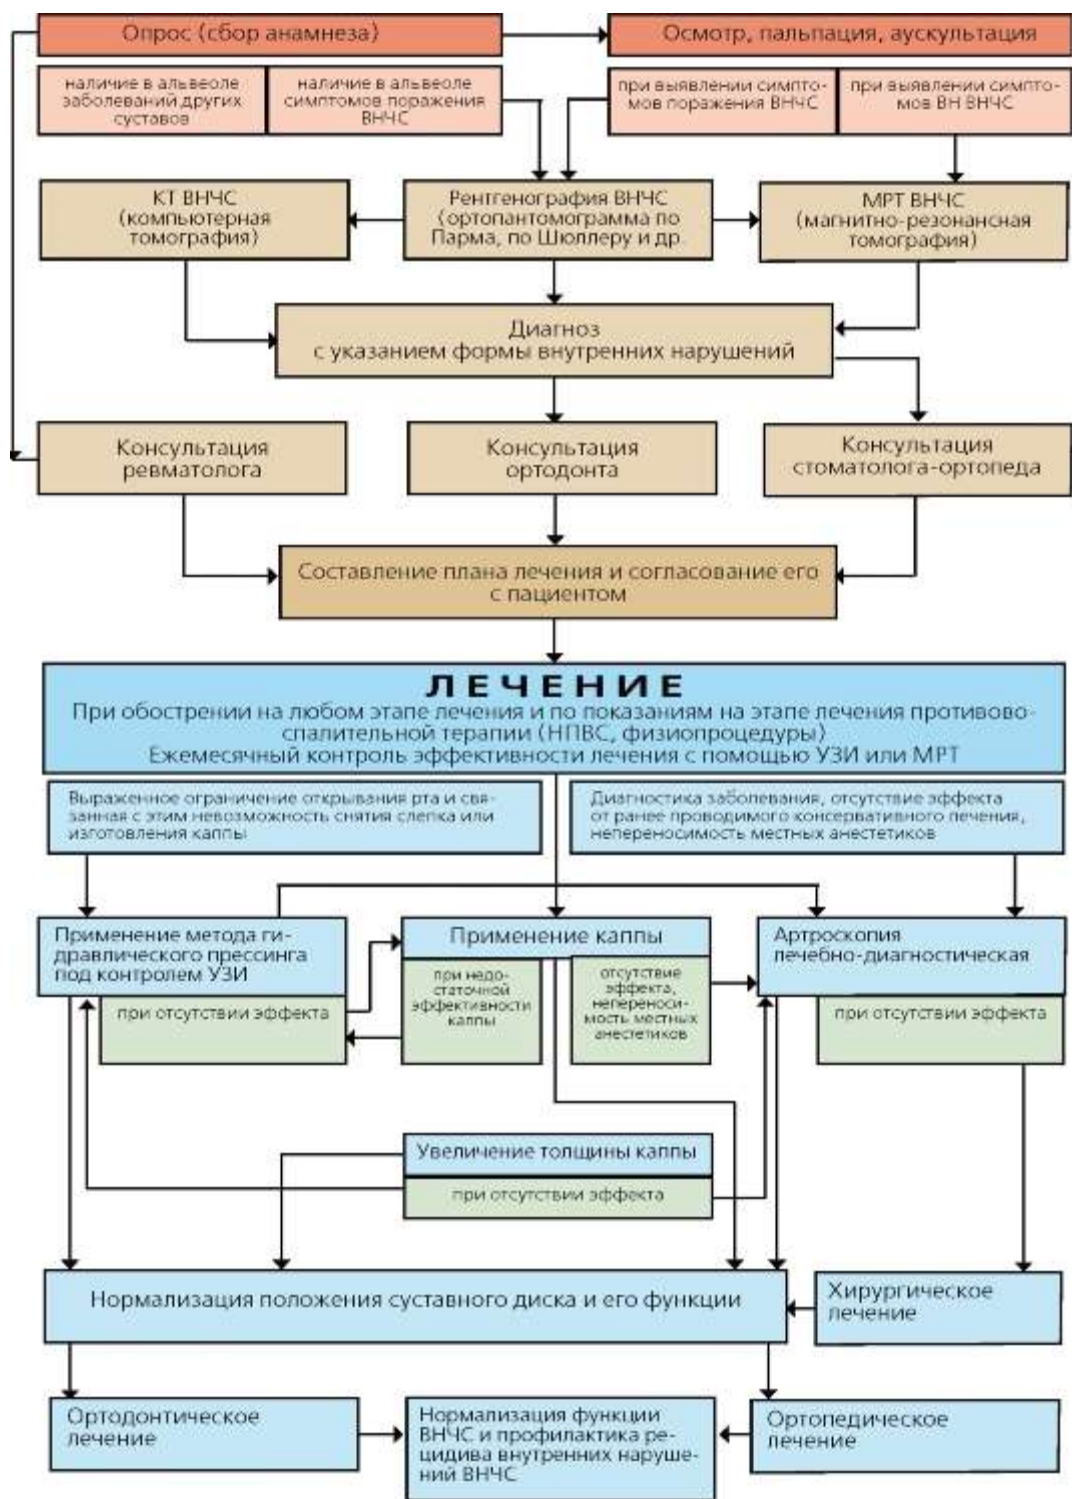 Опрос (сбор анамнеза)
Осмотр, пальпация, аускультация
наличие в альвеоле
заболеваний других
суставов
наличие в альвеоле
симптомов поражения
ВНЧС
при выявлении симпто-
мов поражения ВНЧС
при выявлении симпто-
мов ВН ВНЧС
КТ ВНЧС
(компьютерная
томография)
Рентгенография ВНЧС
(ортопантомограмма по
Парма, по Шюллеру и др.
МРТ ВНЧС
(магнитно-резонансная
томография)
Диагноз
с указанием формы внутренних нарушений
Консультация
ревматолога
Консультация
ортодонта
Консультация
стоматолога-ортопеда
Составление плана лечения и согласование его
с пациентом
ЛЕЧЕНИЕ
При обострении на любом этапе лечения и по показаниям на этапе лечения противово-
спалительной терапии (НПВС, физиопроцедуры)
Ежемесячный контроль эффективности лечения с помощью УЗИ или МРТ
Выраженное ограничение открывания рта и свя-
занная с этим невозможность снятия слепка или
изготовления каппы
Диагностика заболевания, отсутствие эффекта
от ранее проводимого консервативного лечения,
непереносимость местных анестетиков
Применение метода ги-
дравлического прессинга
под контролем УЗИ
при отсутствии эффекта
Применение каппы
при недо-
статочной
эффективности
каппы
отсутствие
эффекта,
непереноси-
мость местных
анестетиков
Артроскопия
лечебно-диагностическая
при отсутствии эффекта
Увеличение толщины каппы
при отсутствии эффекта
Нормализация положения суставного диска и его функции
Хирургическое
лечение
Ортодонтическое
лечение
Нормализация функции
ВНЧС и профилактика ре-
цидива внутренних наруше-
ний ВНЧС
Ортопедическое
лечение